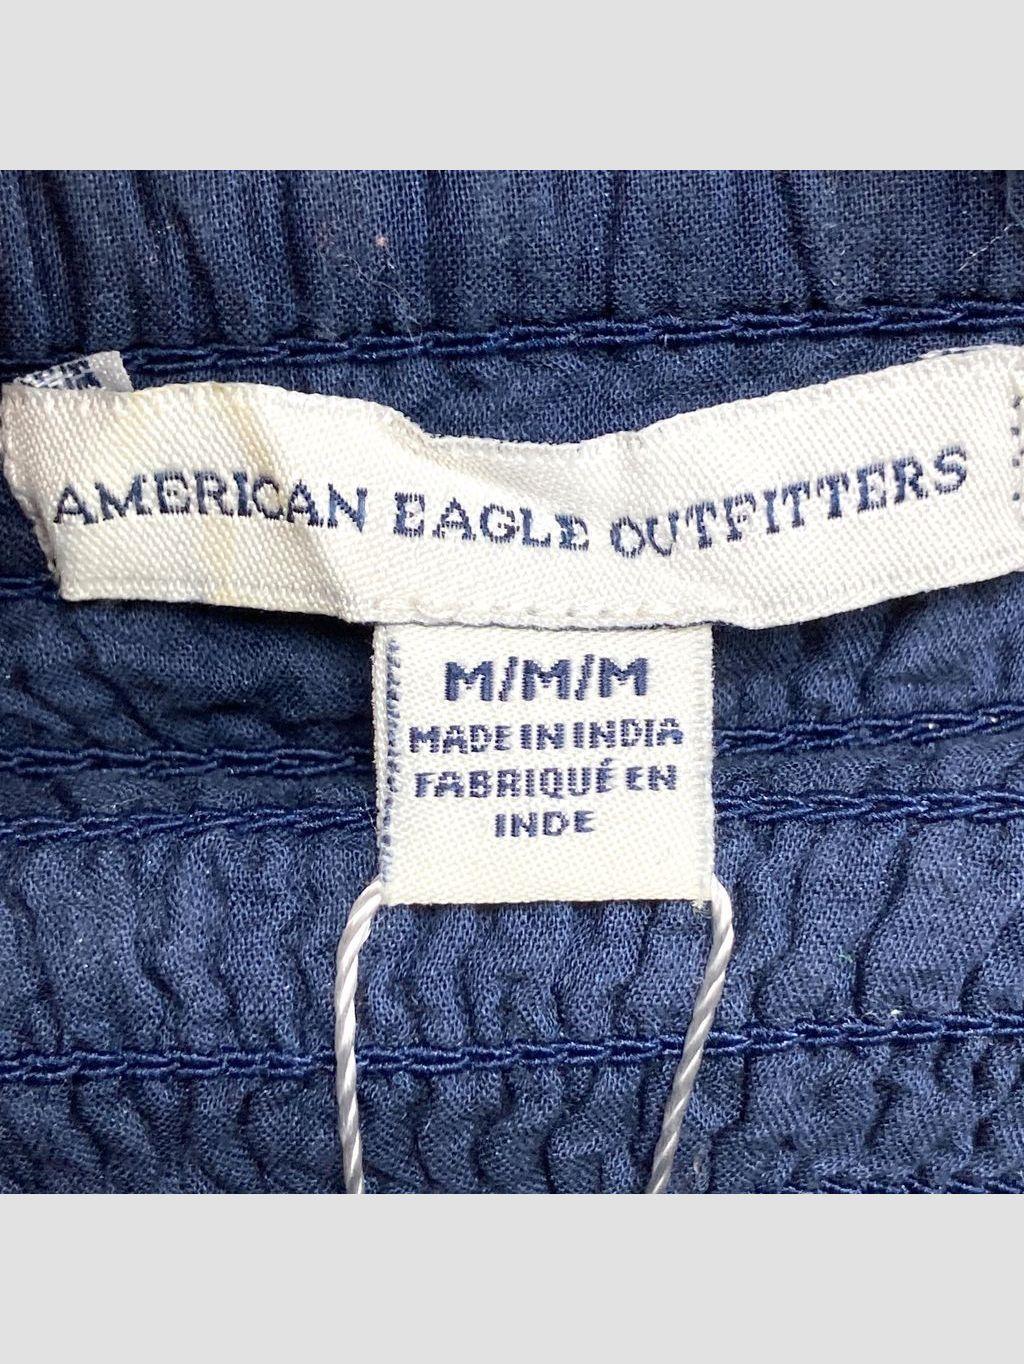 AMERICAN EAGLE OUTFITTERS
M/M/M
MADE IN INDIA
FABRIQUÉ EN
INDE